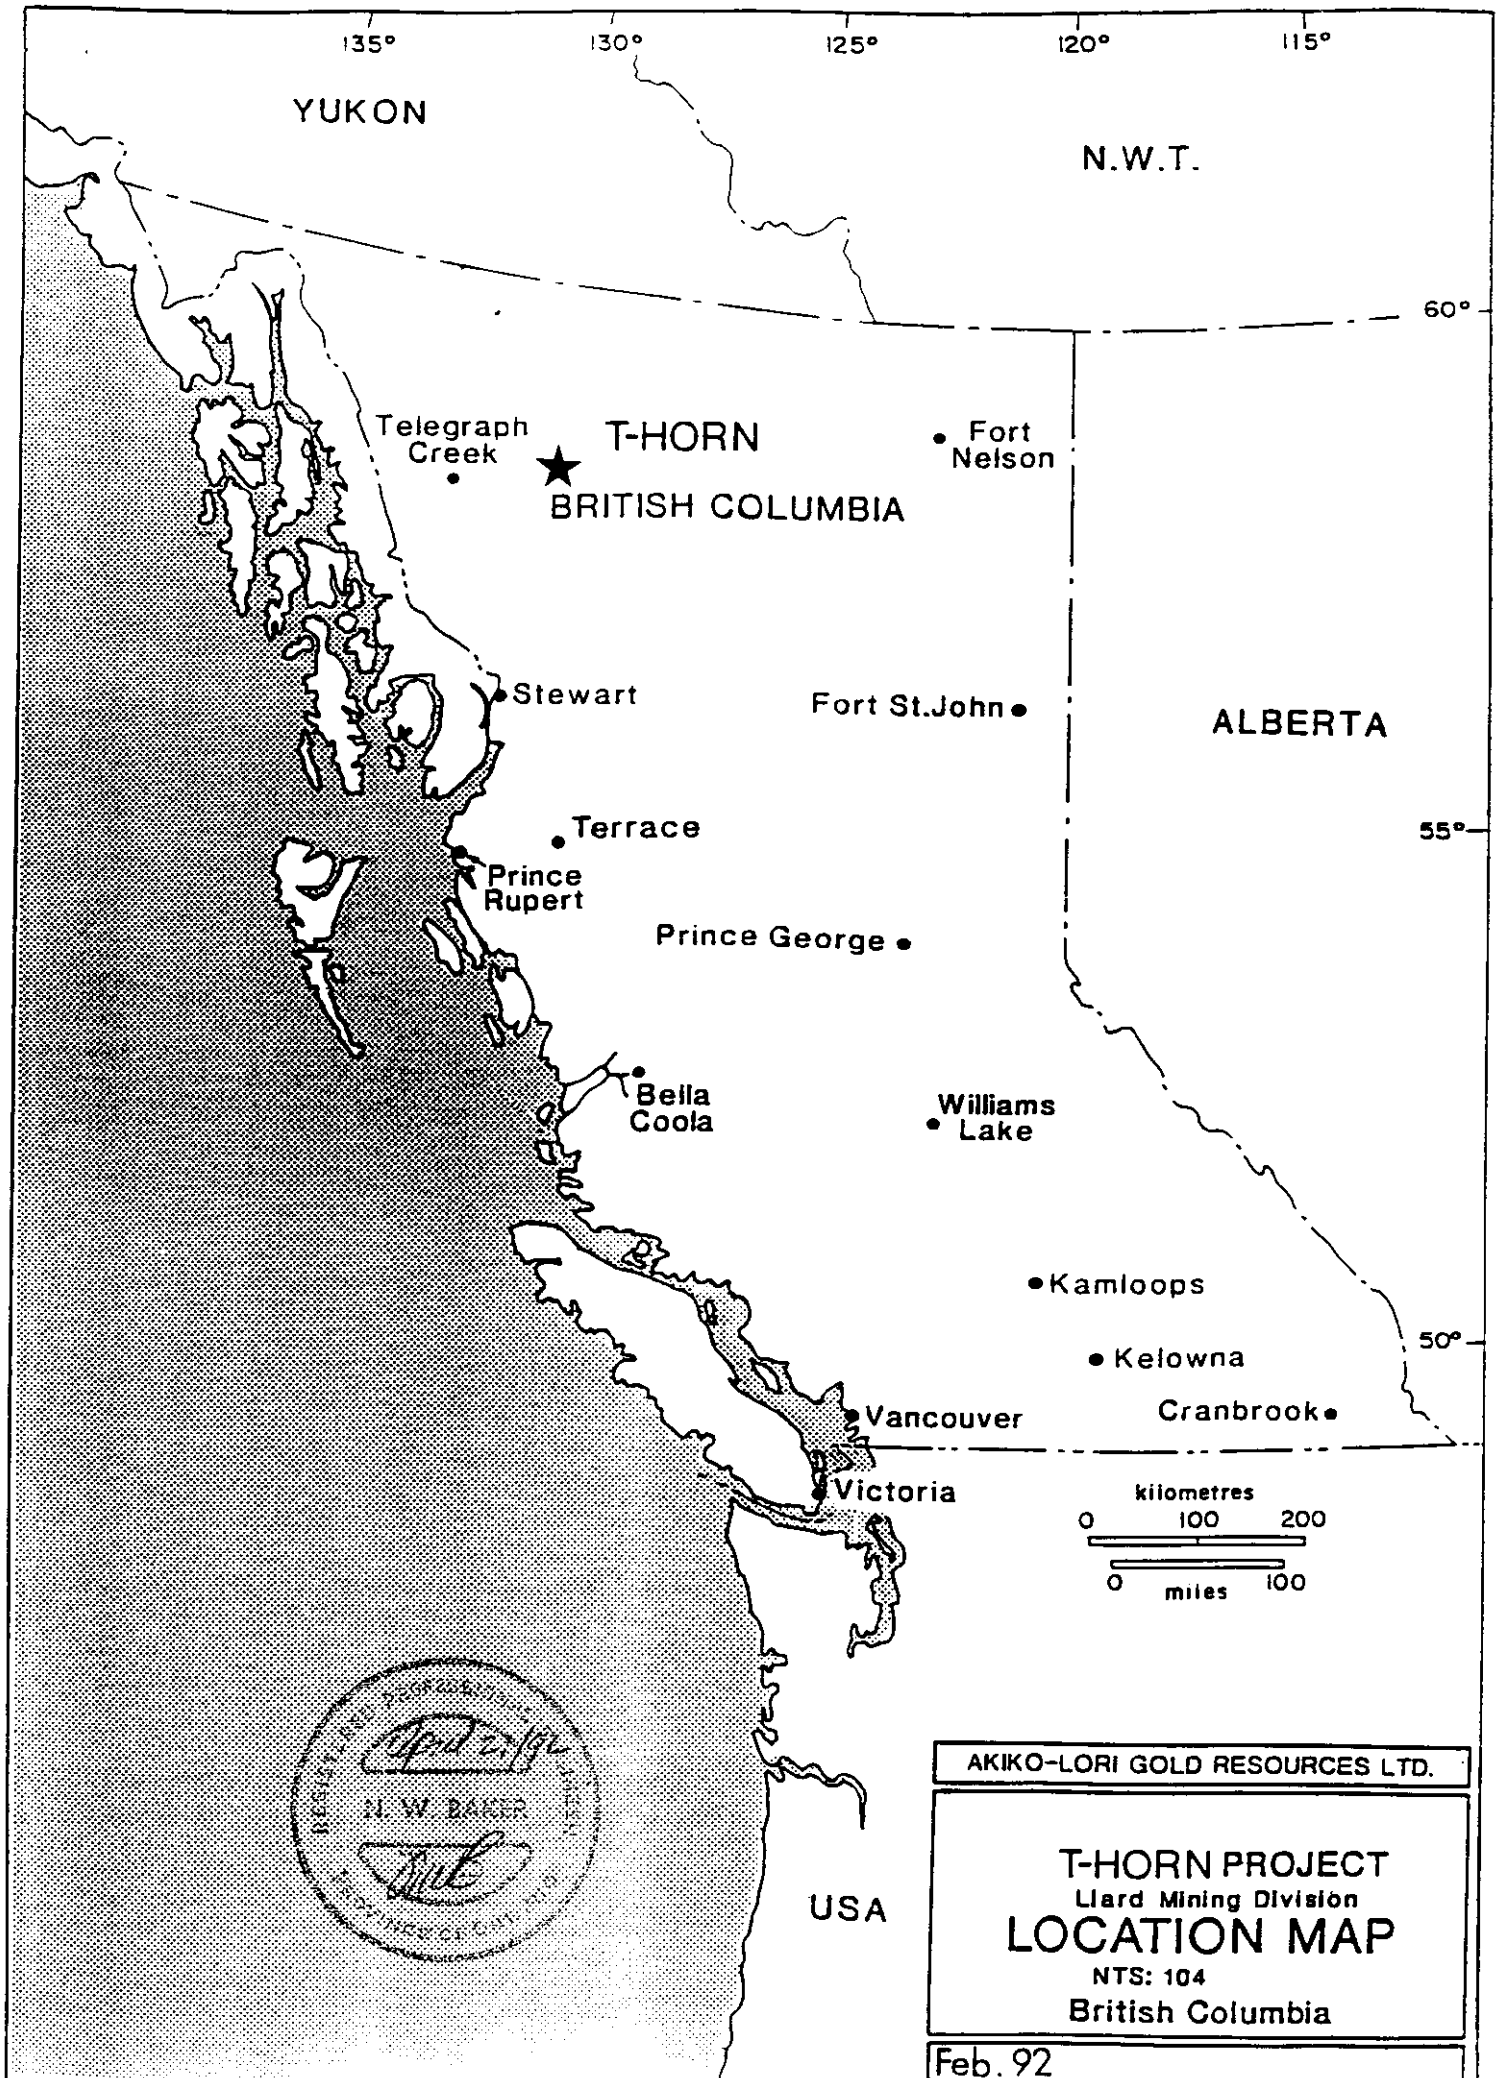 135° 130° 125° 120° 115°
YUKON
N.W.T.
60°
Telegraph
Creek
T-HORN
BRITISH COLUMBIA
Fort
Nelson
Stewart
Fort St.John
ALBERTA
55°
Terrace
Prince
Rupert
Prince George
Bella
Coola
Williams
Lake
Kamloops
50°
Kelowna
Vancouver
Cranbrook
Victoria
kilometres
0 100 200
0 100
miles
N. W. BAKER
USA
AKIKO-LORI GOLD RESOURCES LTD.
T-HORN PROJECT
Llard Mining Division
LOCATION MAP
NTS: 104
British Columbia
Feb. 92